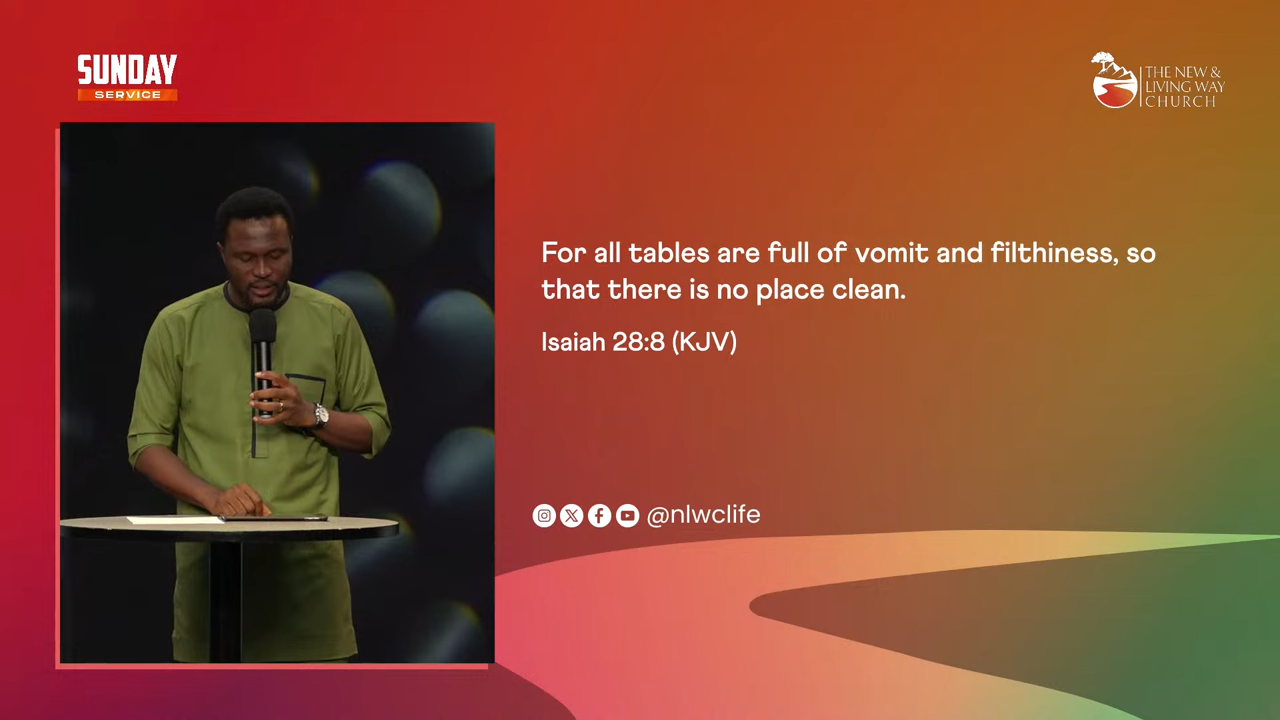 SUNDAY
SERVICE
THE NEW &
LIVING WAY
CHURCH
For all tables are full of vomit and filthiness, so
that there is no place clean.
Isaiah 28:8 (KJV)
@nlwclife